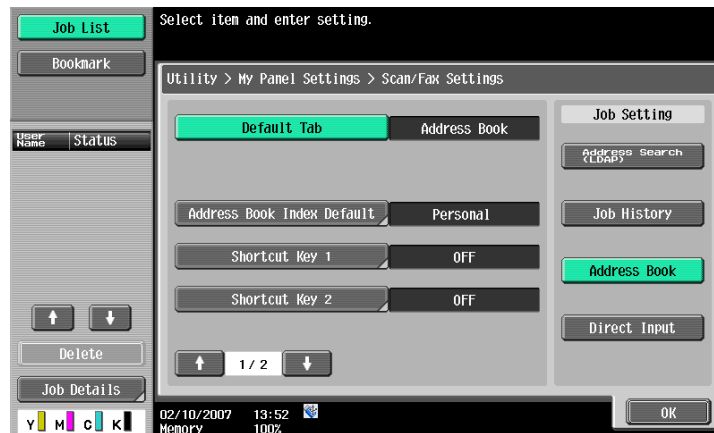 Job List
Bookmark
User Name
Status
Delete
Job Details
Y M C K
Select item and enter setting.
Utility > My Panel Settings > Scan/Fax Settings
Default Tab
Address Book
Address Book Index Default
Personal
Shortcut Key 1
OFF
Shortcut Key 2
OFF
1/ 2
Job Setting
Address Search
(LDAP)
Job History
Address Book
Direct Input
02/10/2007 13:52
Memory 100%
OK